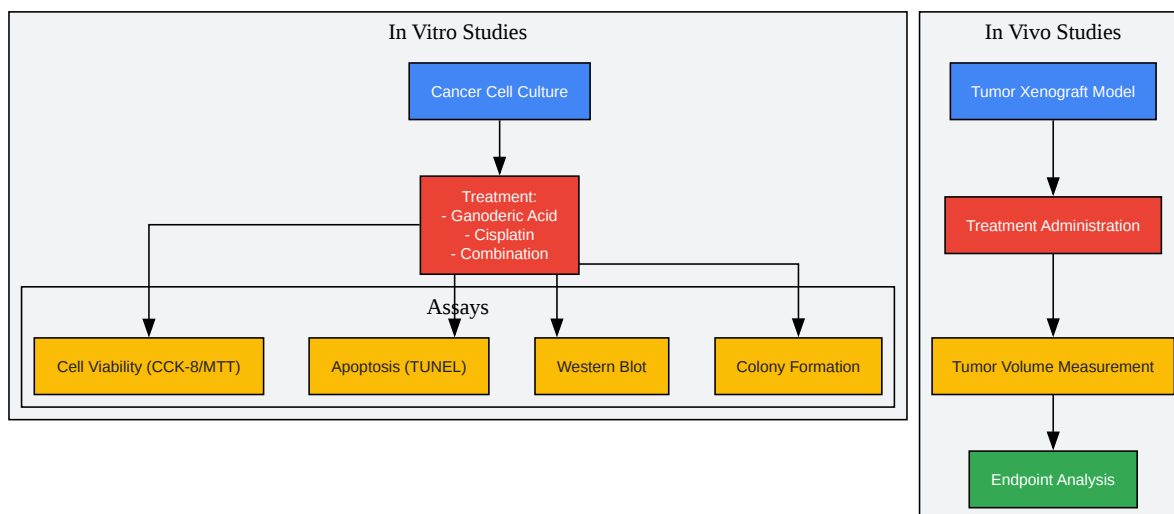 In Vitro Studies
Cancer Cell Culture
Treatment:
- Ganoderic Acid
- Cisplatin
- Combination
Assays
Cell Viability (CCK-8/MTT)
Apoptosis (TUNEL)
Western Blot
Colony Formation
In Vivo Studies
Tumor Xenograft Model
Treatment Administration
Tumor Volume Measurement
Endpoint Analysis